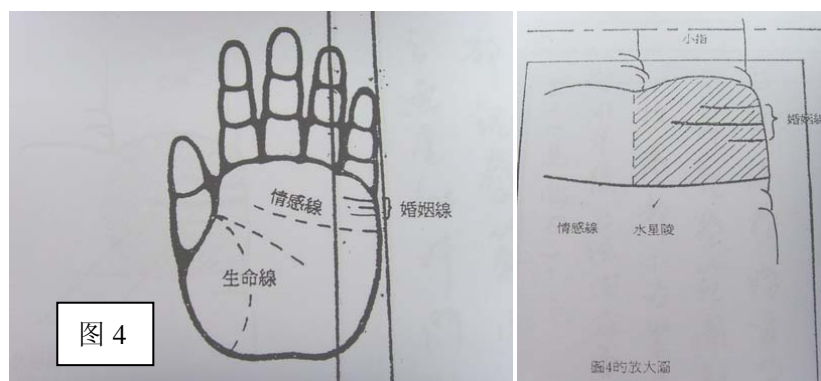 情感線
婚姻線
生命線
图 4
小指
婚姻線
情感線
水星陵
圖4的放大圖